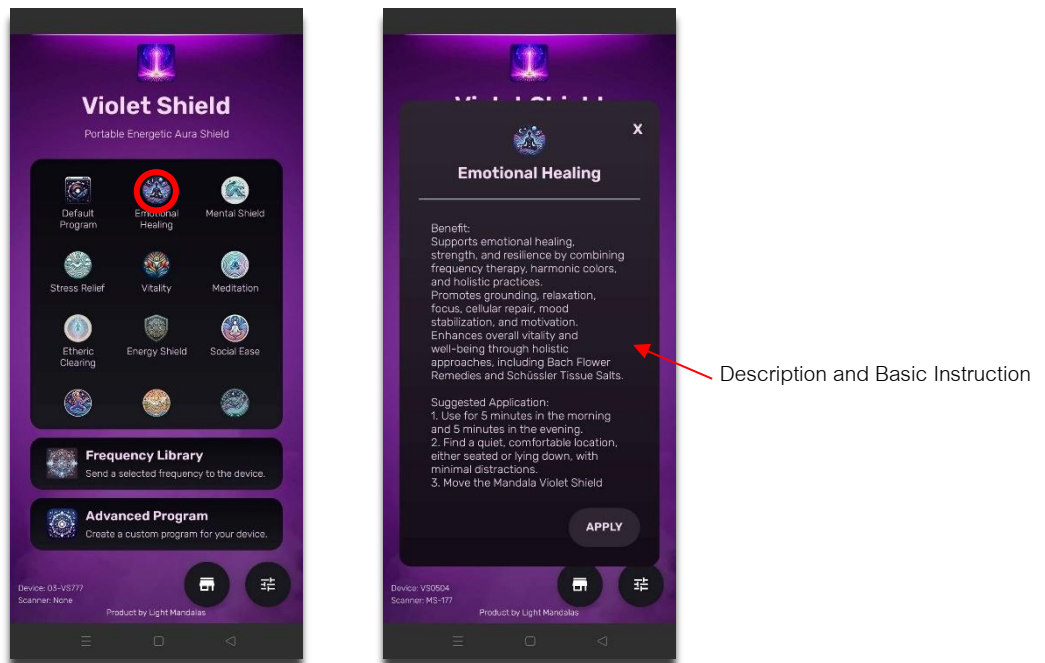 Violet Shield
Portable Energetic Aura Shield
Default
Program
Emotional
Healing
Mental Shield
Stress Relief
Vitality
Meditation
Etheric
Clearing
Energy Shield
Social Ease
Frequency Library
Send a selected frequency to the device.
Advanced Program
Create a custom program for your device.
Device: 03-VS777
Scanner: None
Product by Light Mandalas
X
Emotional Healing
Benefit:
Supports emotional healing,
strength, and resilience by combining
frequency therapy, harmonic colors,
and holistic practices.
Promotes grounding, relaxation,
focus, cellular repair, mood
stabilization, and motivation.
Enhances overall vitality and
well-being through holistic
approaches, including Bach Flower
Remedies and Schüssler Tissue Salts.
Suggested Application:
1. Use for 5 minutes in the morning
and 5 minutes in the evening.
2. Find a quiet, comfortable location,
either seated or lying down, with
minimal distractions.
3. Move the Mandala Violet Shield
APPLY
Device: VS0504
Scanner: MS-177
Product by Light Mandalas
Description and Basic Instruction